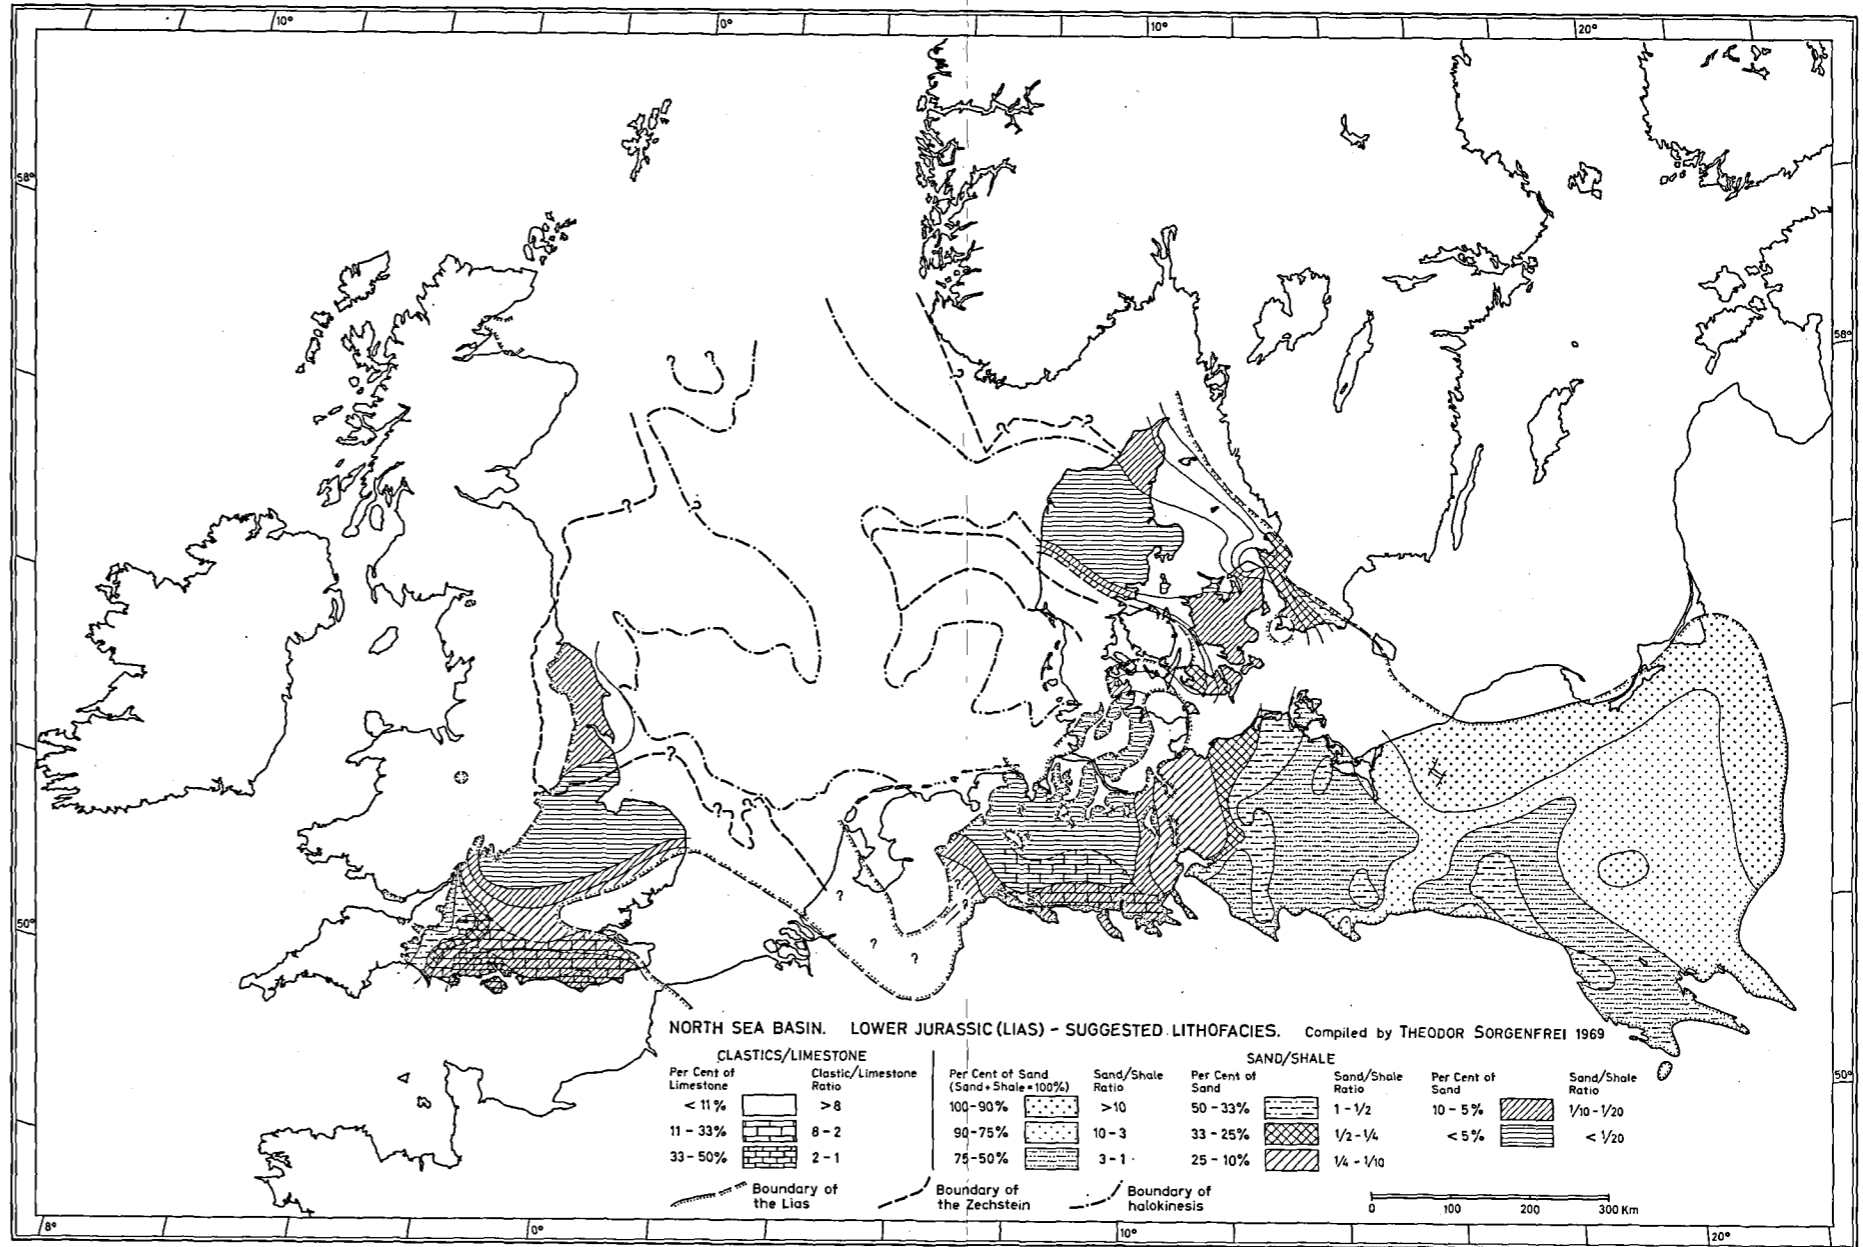 10° 0° 10° 20°
58°
58°
50°
50°
NORTH SEA BASIN. LOWER JURASSIC (LIAS) – SUGGESTED LITHOFACIES. Compiled by THEODOR SORGENFREI 1969
CLASTICS/LIMESTONE
Per Cent of Limestone
Clastic/Limestone Ratio
< 11% >8
11 – 33% 8 – 2
33 – 50% 2 – 1
SAND/SHALE
Per Cent of Sand (Sand + Shale = 100%)
Sand/Shale Ratio
100–90% >10
90–75% 10 – 3
75–50% 3 – 1
Per Cent of Sand
Sand/Shale Ratio
50 – 33% 1 – 1/2
33 – 25% 1/2 – 1/4
25 – 10% 1/4 – 1/10
Per Cent of Sand
Sand/Shale Ratio
10 – 5% 1/10 – 1/20
<5% < 1/20
Boundary of the Lias
Boundary of the Zechstein
Boundary of halokinesis
0 100 200 300 Km
8° 0° 10° 20°